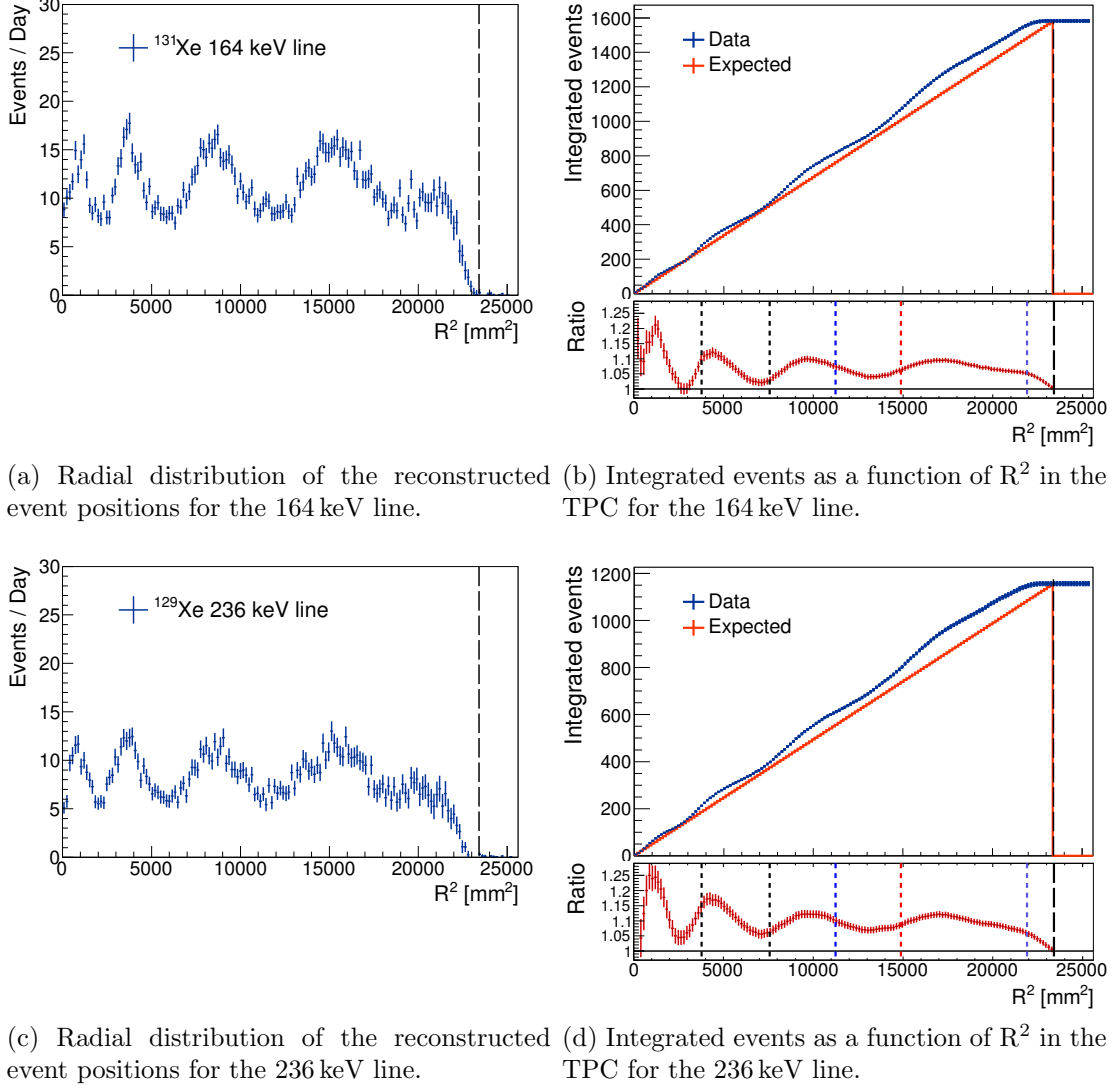 Events / Day
30
25
20
15
10
5
0
¹³¹Xe 164 keV line
0 5000 10000 15000 20000 25000
R² [mm²]
Integrated events
1600
1400
1200
1000
800
600
400
200
0
Data
Expected
Ratio
1.25
1.2
1.15
1.1
1.05
1
0 5000 10000 15000 20000 25000
R² [mm²]
(a) Radial distribution of the reconstructed
event positions for the 164 keV line.
(b) Integrated events as a function of R² in the
TPC for the 164 keV line.
Events / Day
30
25
20
15
10
5
0
¹²⁹Xe 236 keV line
0 5000 10000 15000 20000 25000
R² [mm²]
Integrated events
1200
1000
800
600
400
200
0
Data
Expected
Ratio
1.25
1.2
1.15
1.1
1.05
1
0 5000 10000 15000 20000 25000
R² [mm²]
(c) Radial distribution of the reconstructed
event positions for the 236 keV line.
(d) Integrated events as a function of R² in the
TPC for the 236 keV line.